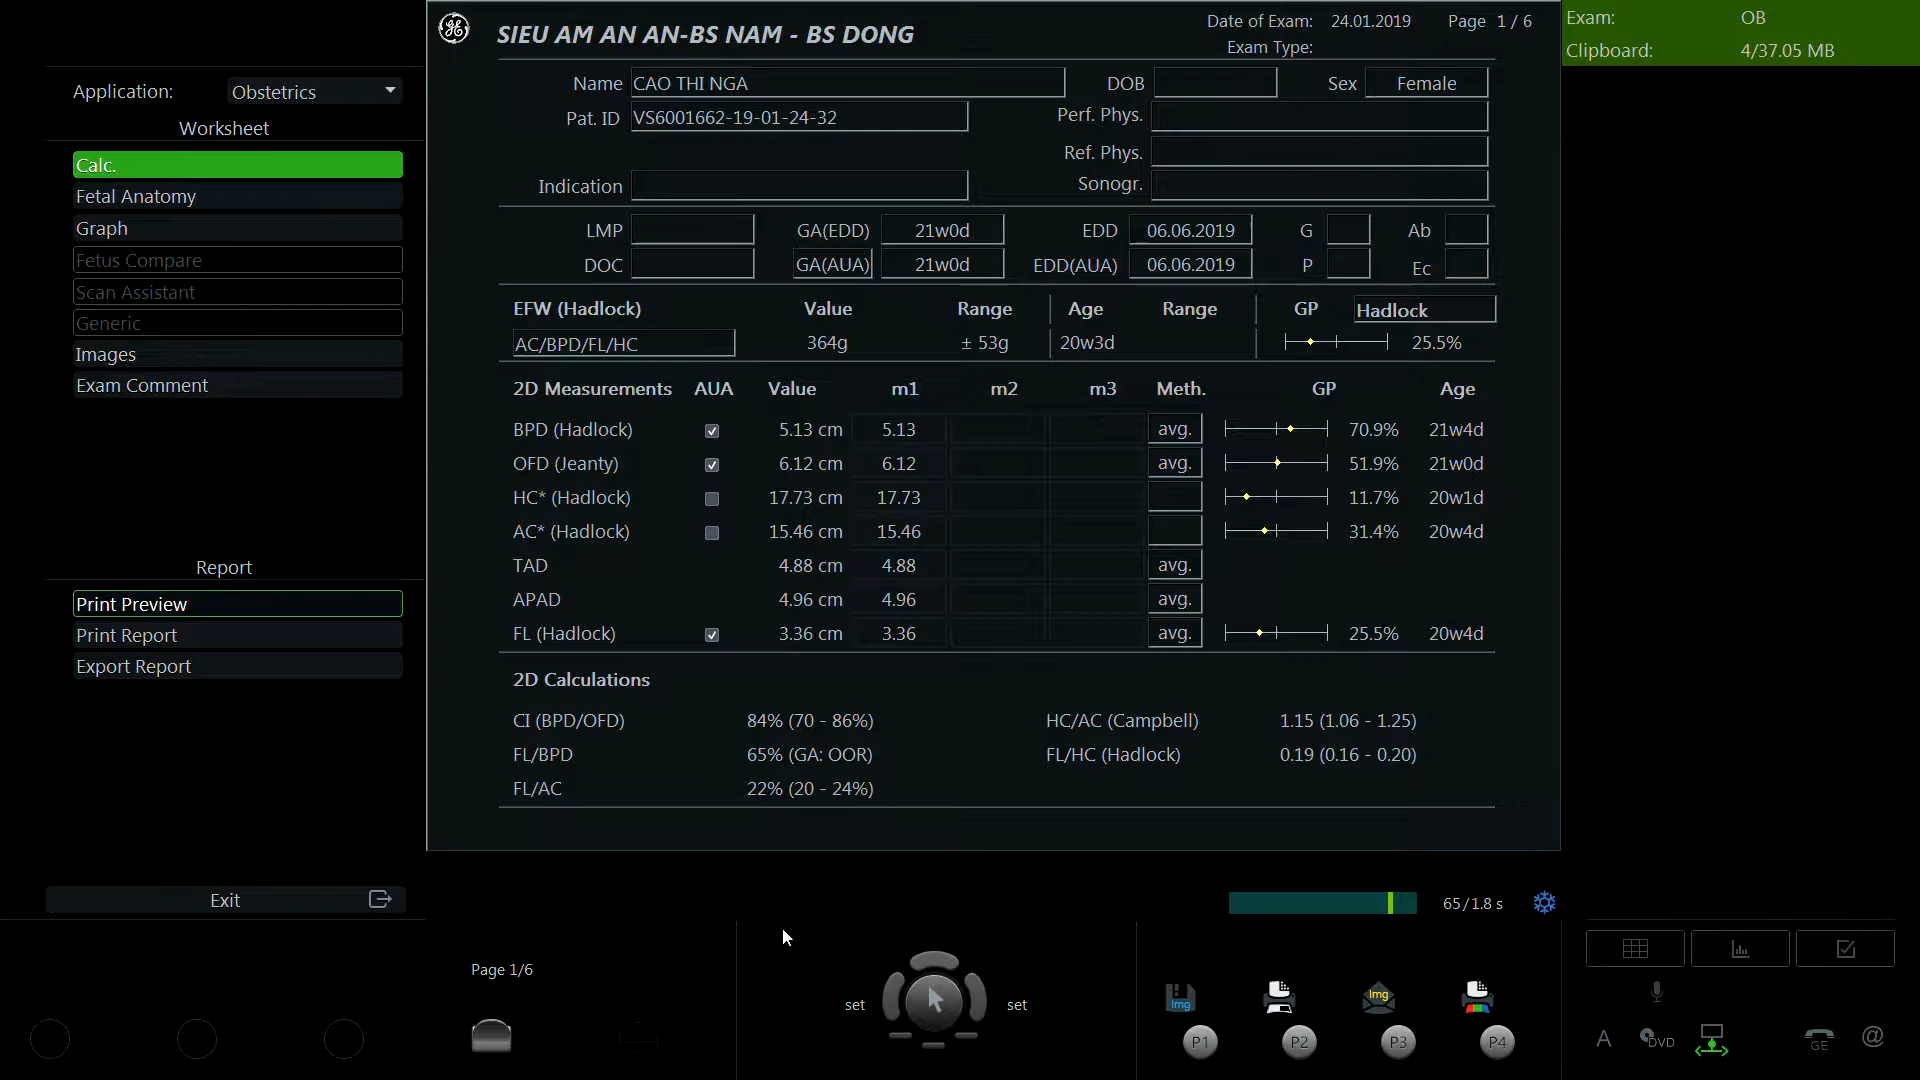 SIEU AM AN AN-BS NAM - BS DONG
Date of Exam: 24.01.2019 Page 1 / 6
Exam Type:
Exam: OB
Clipboard: 4/37.05 MB
Application: Obstetrics
Worksheet
Calc.
Fetal Anatomy
Graph
Fetus Compare
Scan Assistant
Generic
Images
Exam Comment
Report
Print Preview
Print Report
Export Report
Exit
Name CAO THI NGA DOB Sex Female
Pat. ID VS6001662-19-01-24-32 Perf. Phys.
Ref. Phys.
Indication Sonogr.
LMP GA(EDD) 21w0d EDD 06.06.2019 G Ab
DOC GA(AUA) 21w0d EDD(AUA) 06.06.2019 P Ec
EFW (Hadlock) Value Range Age Range GP Hadlock
AC/BPD/FL/HC 364g ± 53g 20w3d 25.5%
2D Measurements AUA Value m1 m2 m3 Meth. GP Age
BPD (Hadlock) 5.13 cm 5.13 avg. 70.9% 21w4d
OFD (Jeanty) 6.12 cm 6.12 avg. 51.9% 21w0d
HC* (Hadlock) 17.73 cm 17.73 11.7% 20w1d
AC* (Hadlock) 15.46 cm 15.46 31.4% 20w4d
TAD 4.88 cm 4.88 avg.
APAD 4.96 cm 4.96 avg.
FL (Hadlock) 3.36 cm 3.36 avg. 25.5% 20w4d
2D Calculations
CI (BPD/OFD) 84% (70 - 86%) HC/AC (Campbell) 1.15 (1.06 - 1.25)
FL/BPD 65% (GA: OOR) FL/HC (Hadlock) 0.19 (0.16 - 0.20)
FL/AC 22% (20 - 24%)
65/1.8 s
Page 1/6
set set
Img Img
P1 P2 P3 P4
A DVD GE @